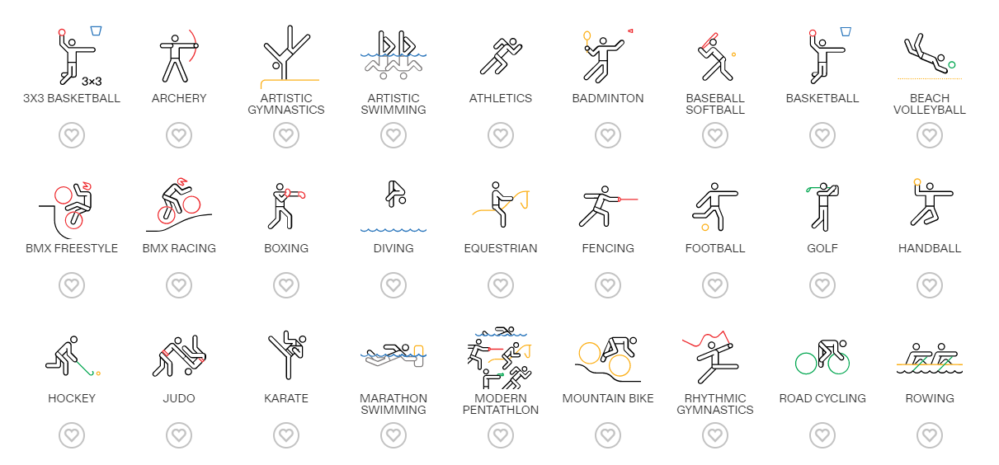 3×3
3X3 BASKETBALL
ARCHERY
ARTISTIC
GYMNASTICS
ARTISTIC
SWIMMING
ATHLETICS
BADMINTON
BASEBALL
SOFTBALL
BASKETBALL
BEACH
VOLLEYBALL
BMX FREESTYLE
BMX RACING
BOXING
DIVING
EQUESTRIAN
FENCING
FOOTBALL
GOLF
HANDBALL
HOCKEY
JUDO
KARATE
MARATHON
SWIMMING
MODERN
PENTATHLON
MOUNTAIN BIKE
RHYTHMIC
GYMNASTICS
ROAD CYCLING
ROWING